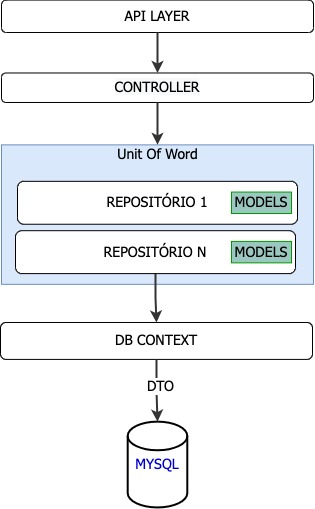 API LAYER
CONTROLLER
Unit Of Word
REPOSITÓRIO 1 MODELS
REPOSITÓRIO N MODELS
DB CONTEXT
DTO
MYSQL